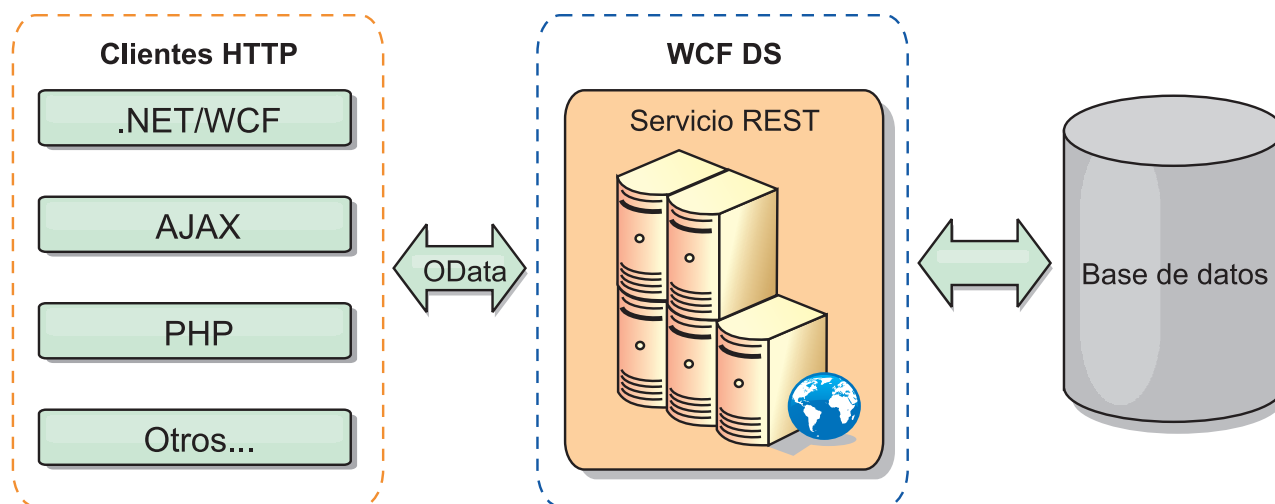 Clientes HTTP
.NET/WCF
AJAX
PHP
Otros...
OData
WCF DS
Servicio REST
Base de datos